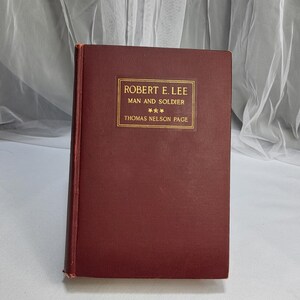 ROBERT E. LEE
MAN AND SOLDIER
THOMAS NELSON PAGE